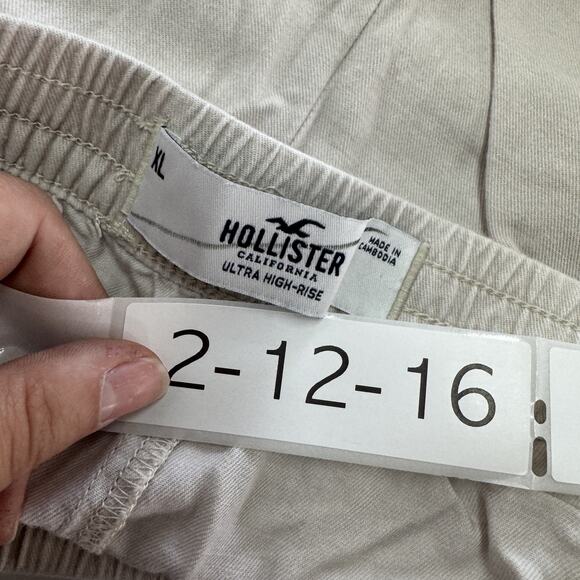 XL
HOLLISTER
CALIFORNIA
ULTRA HIGH-RISE
MADE IN
CAMBODIA
2-12-16